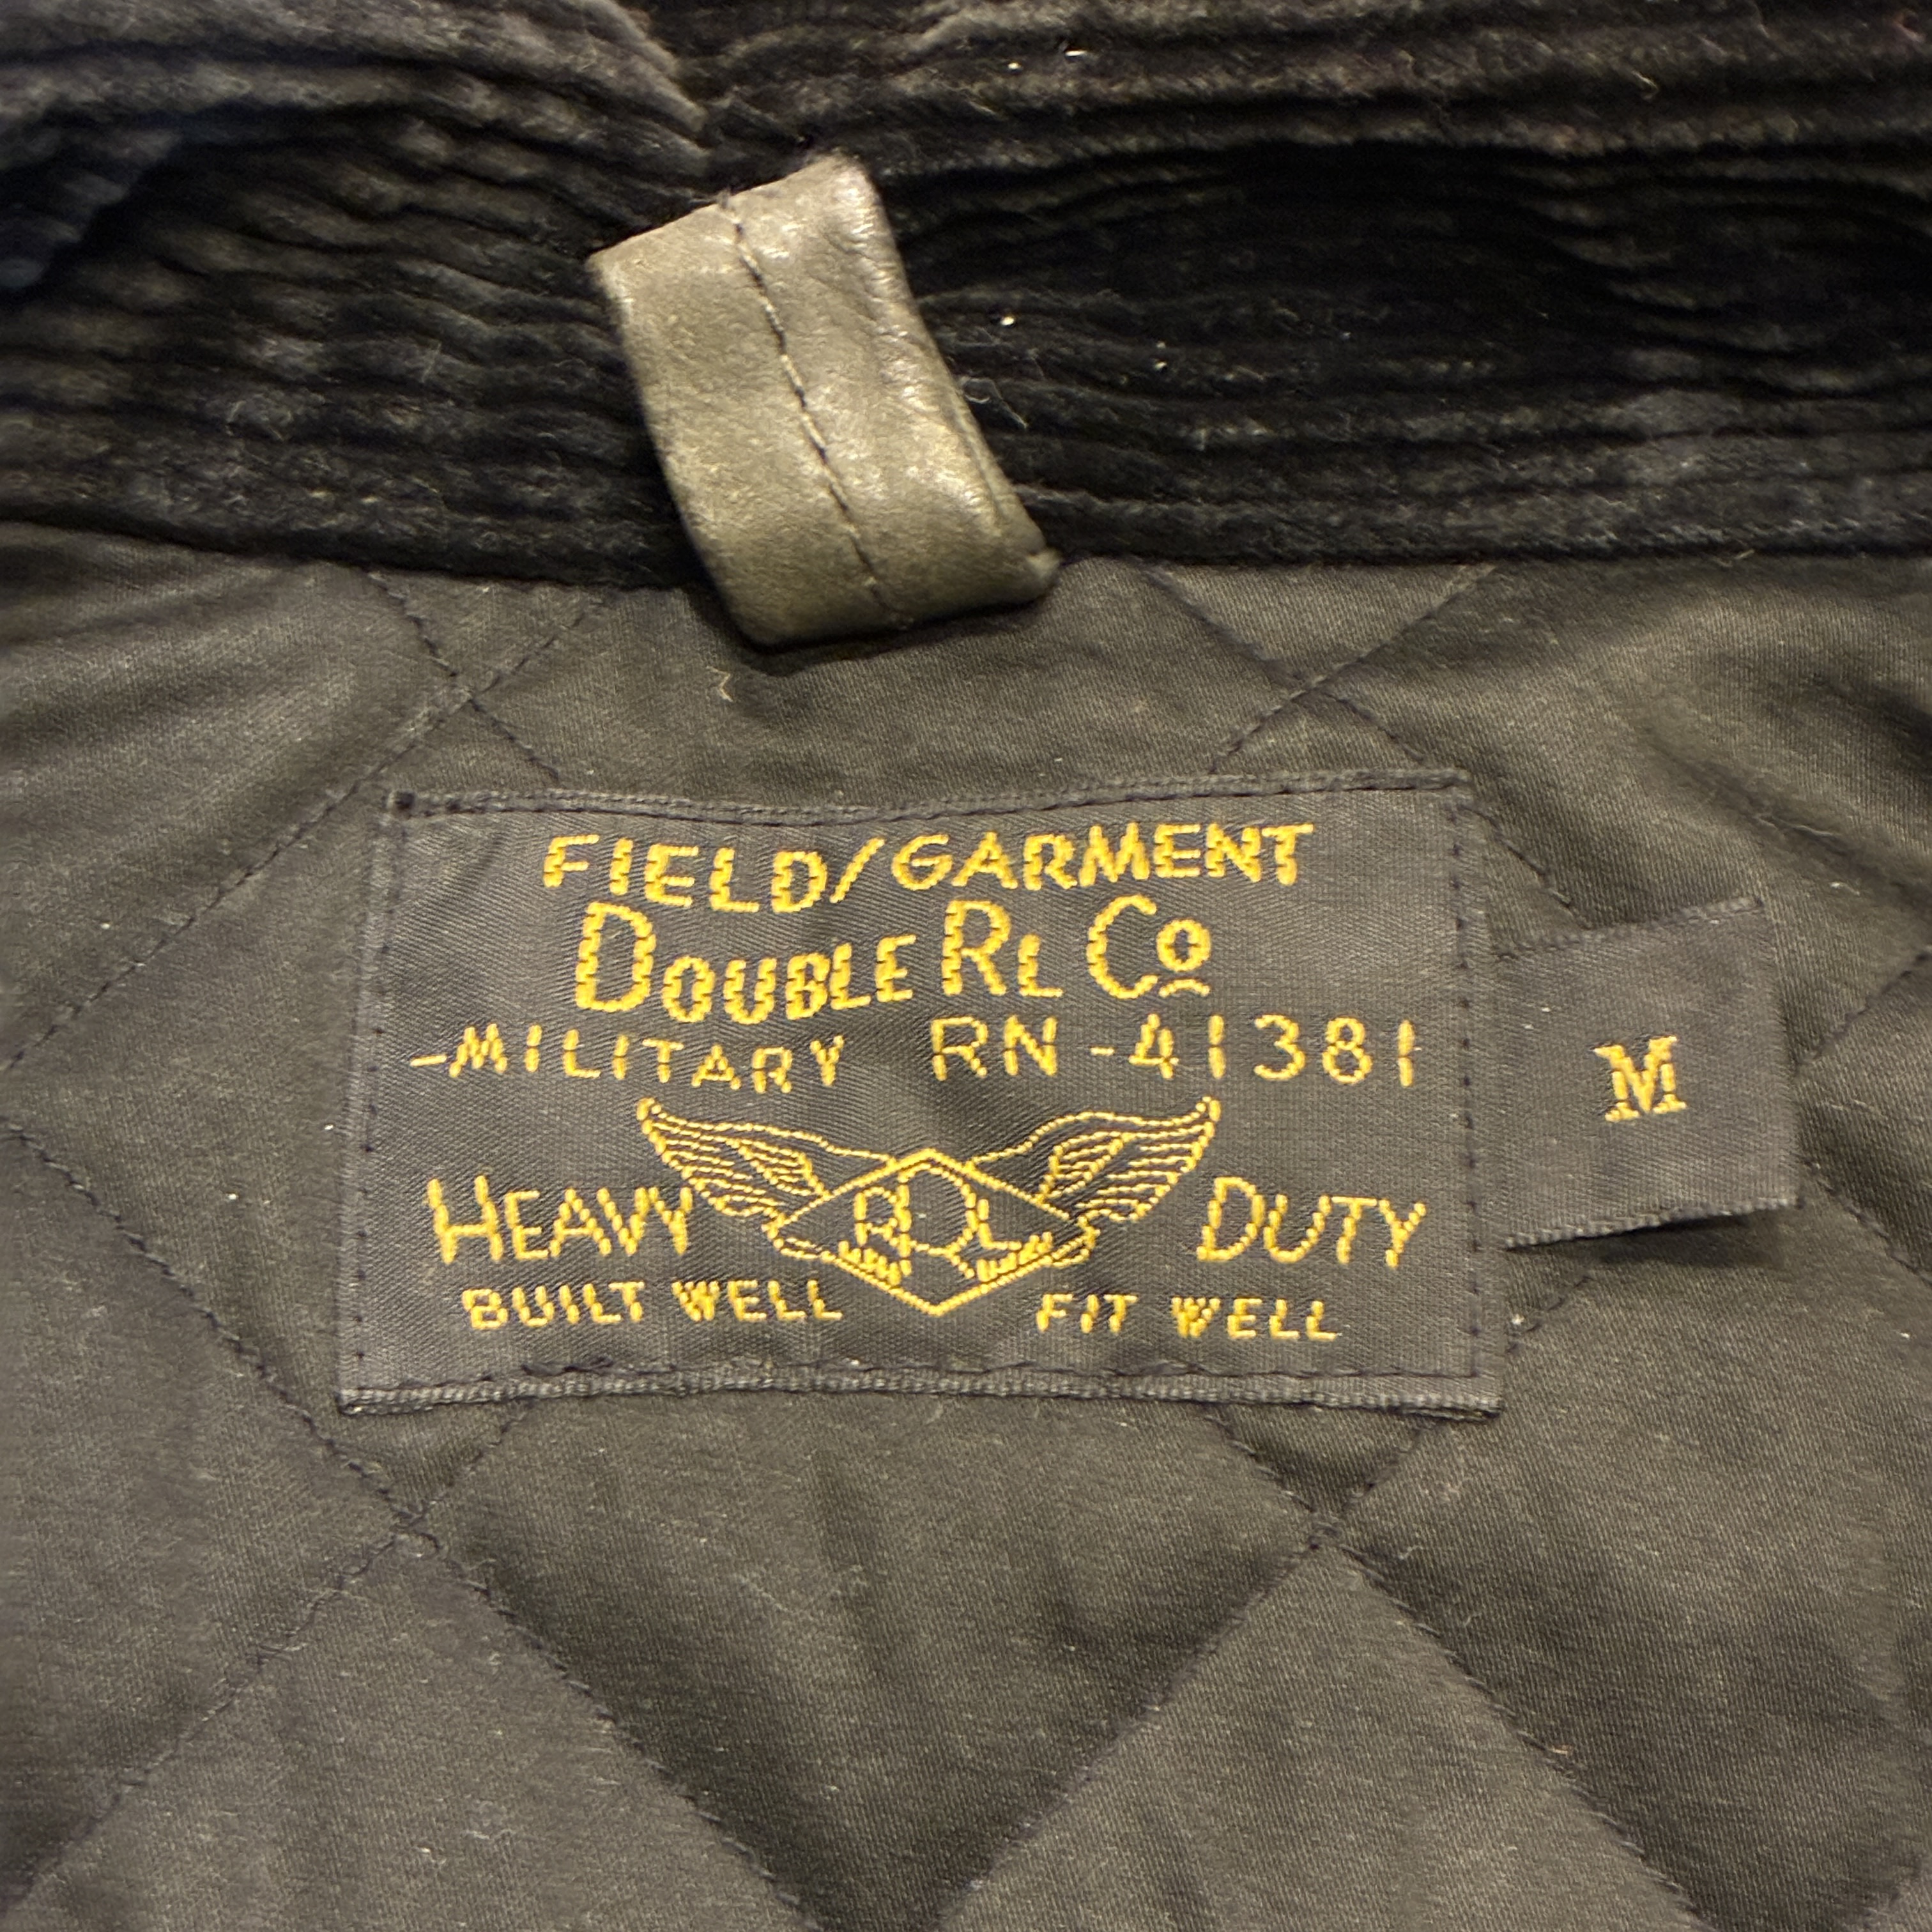 FIELD/GARMENT
DOUBLE RL CO
-MILITARY RN-41381
M
HEAVY RRL DUTY
BUILT WELL FIT WELL